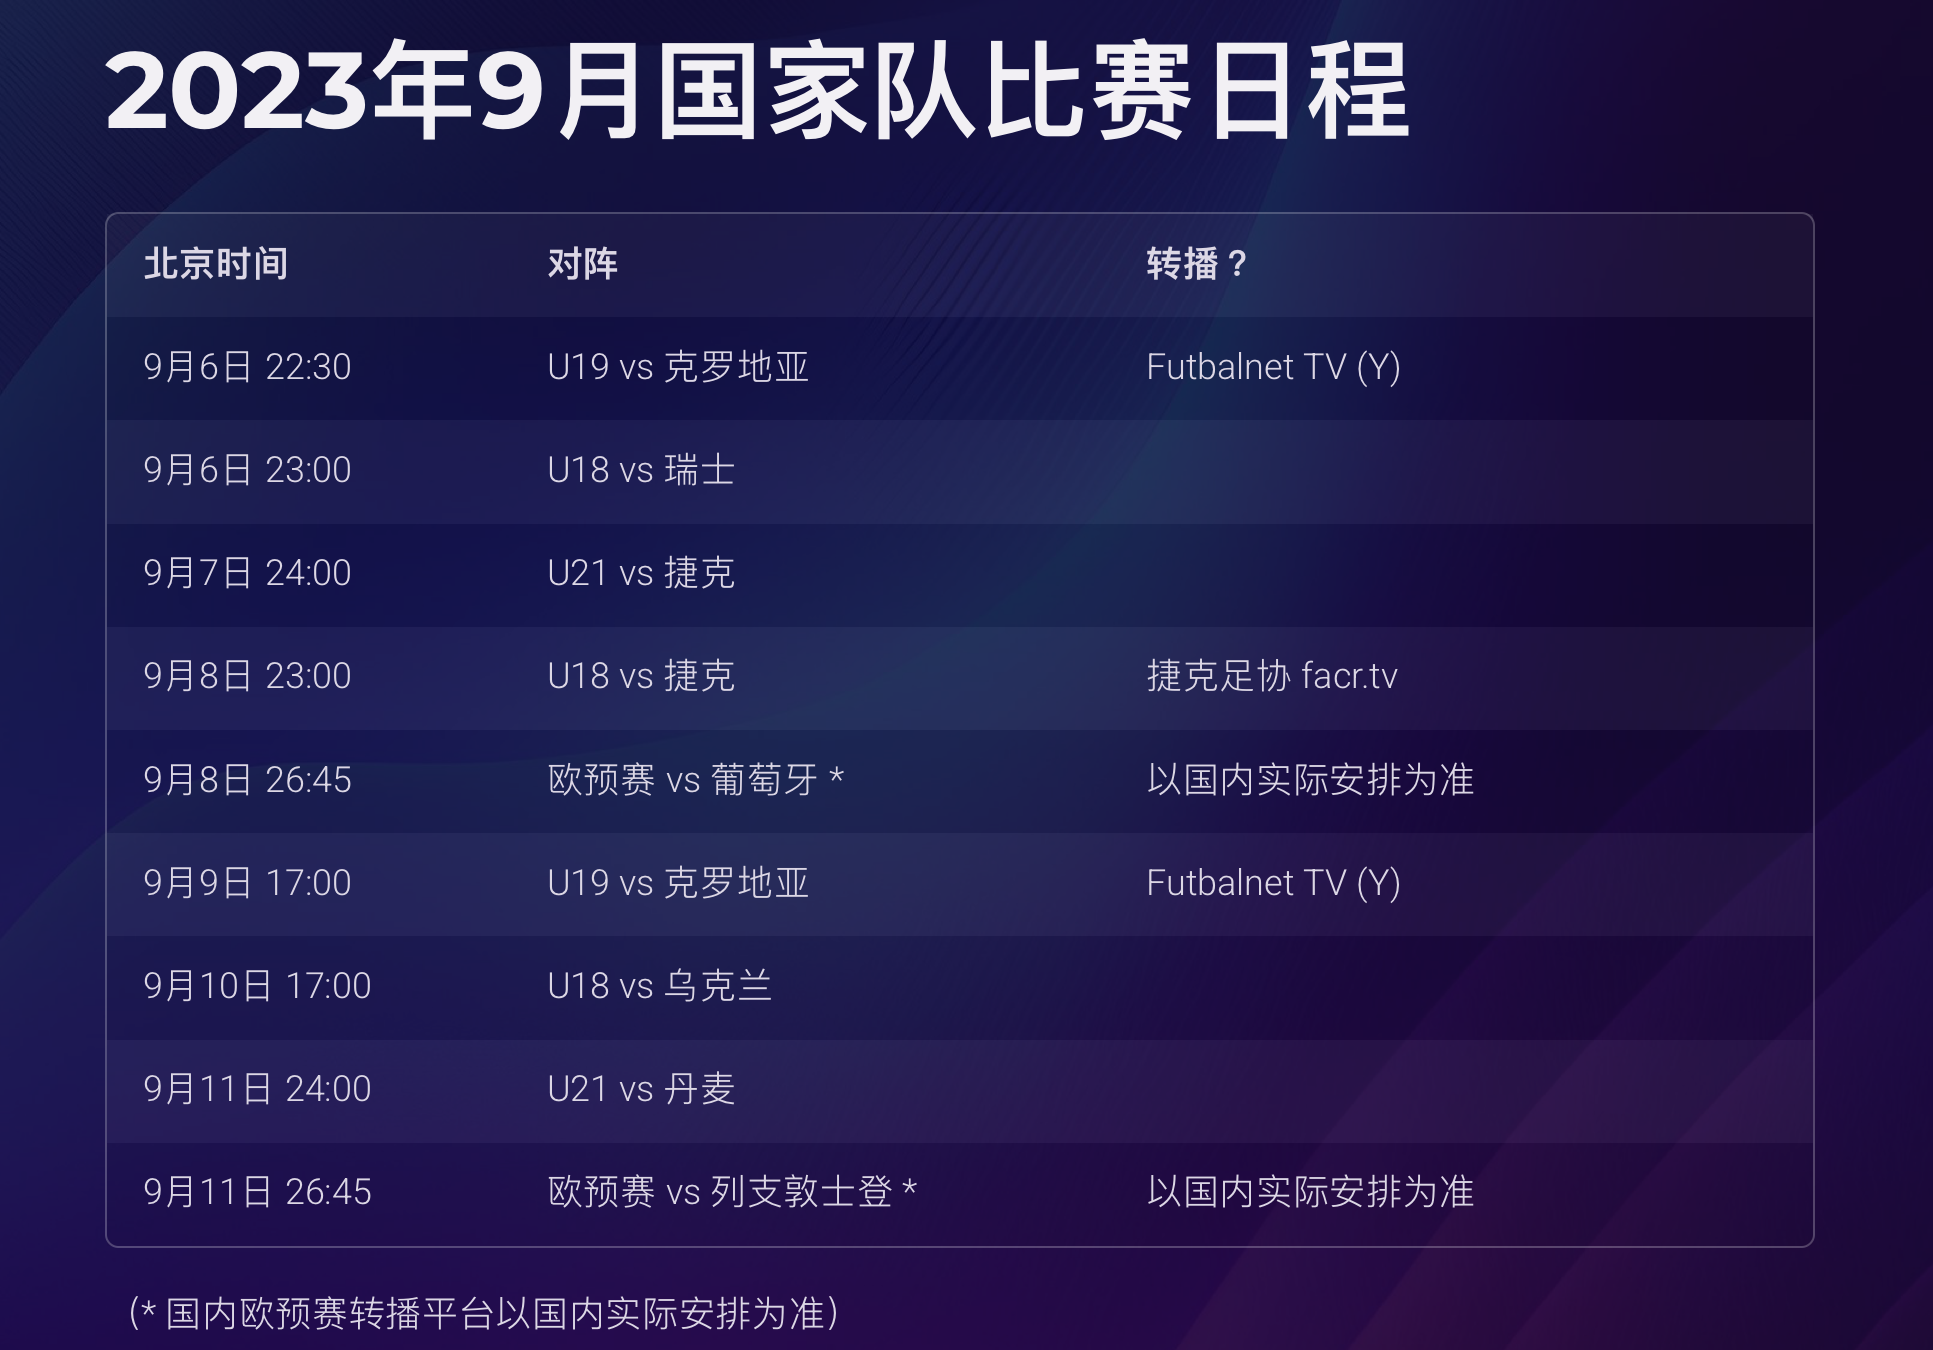 2023年9月国家队比赛日程
北京时间 对阵 转播?
9月6日 22:30 U19 vs 克罗地亚 Futbalnet TV (Y)
9月6日 23:00 U18 vs 瑞士
9月7日 24:00 U21 vs 捷克
9月8日 23:00 U18 vs 捷克 捷克足协 facr.tv
9月8日 26:45 欧预赛 vs 葡萄牙 * 以国内实际安排为准
9月9日 17:00 U19 vs 克罗地亚 Futbalnet TV (Y)
9月10日 17:00 U18 vs 乌克兰
9月11日 24:00 U21 vs 丹麦
9月11日 26:45 欧预赛 vs 列支敦士登 * 以国内实际安排为准
(* 国内欧预赛转播平台以国内实际安排为准)